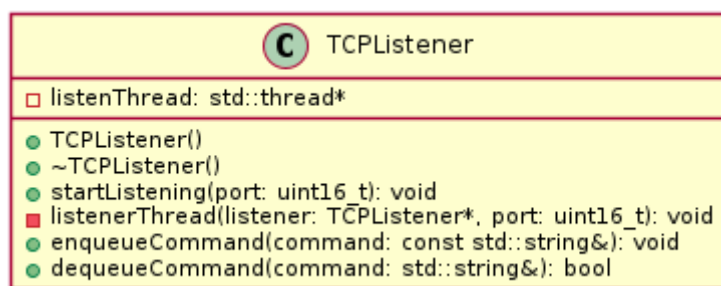 C TCPListener
listenThread: std::thread*
TCPListener()
~TCPListener()
startListening(port: uint16_t): void
listenerThread(listener: TCPListener*, port: uint16_t): void
enqueueCommand(command: const std::string&): void
dequeueCommand(command: std::string&): bool